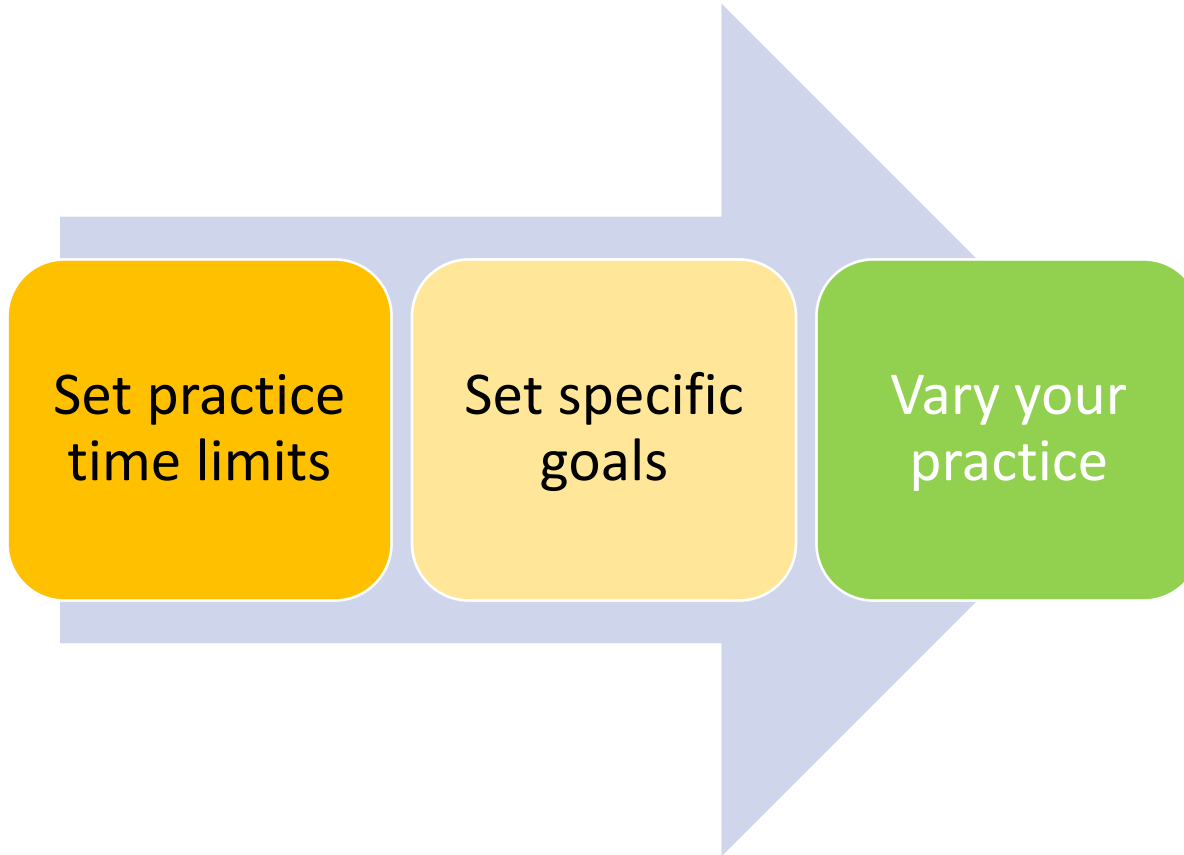 Set practice
time limits
Set specific
goals
Vary your
practice